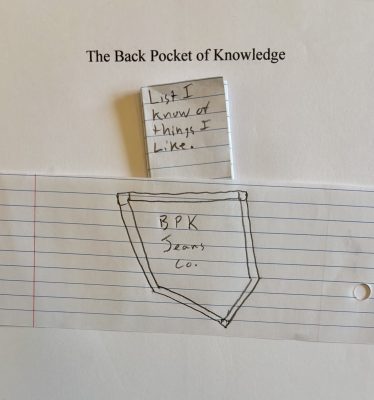 The Back Pocket of Knowledge
List I
know of
things I
Like.
BPK
Jeans
Co.